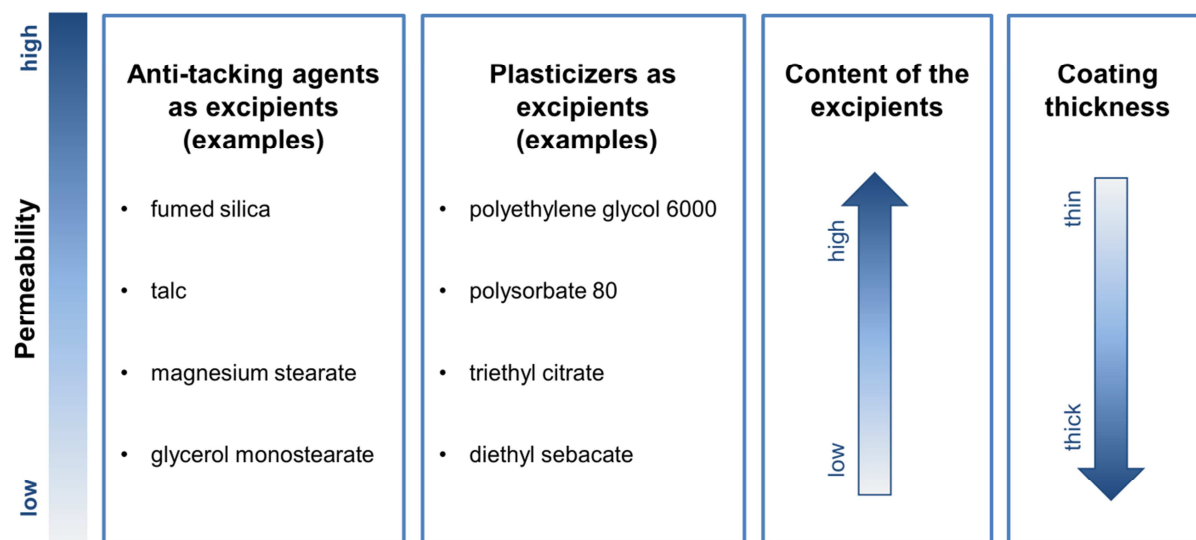 high
Permeability
low
Anti-tacking agents
as excipients
(examples)
• fumed silica
• talc
• magnesium stearate
• glycerol monostearate
Plasticizers as
excipients
(examples)
• polyethylene glycol 6000
• polysorbate 80
• triethyl citrate
• diethyl sebacate
Content of the
excipients
high
low
Coating
thickness
thin
thick